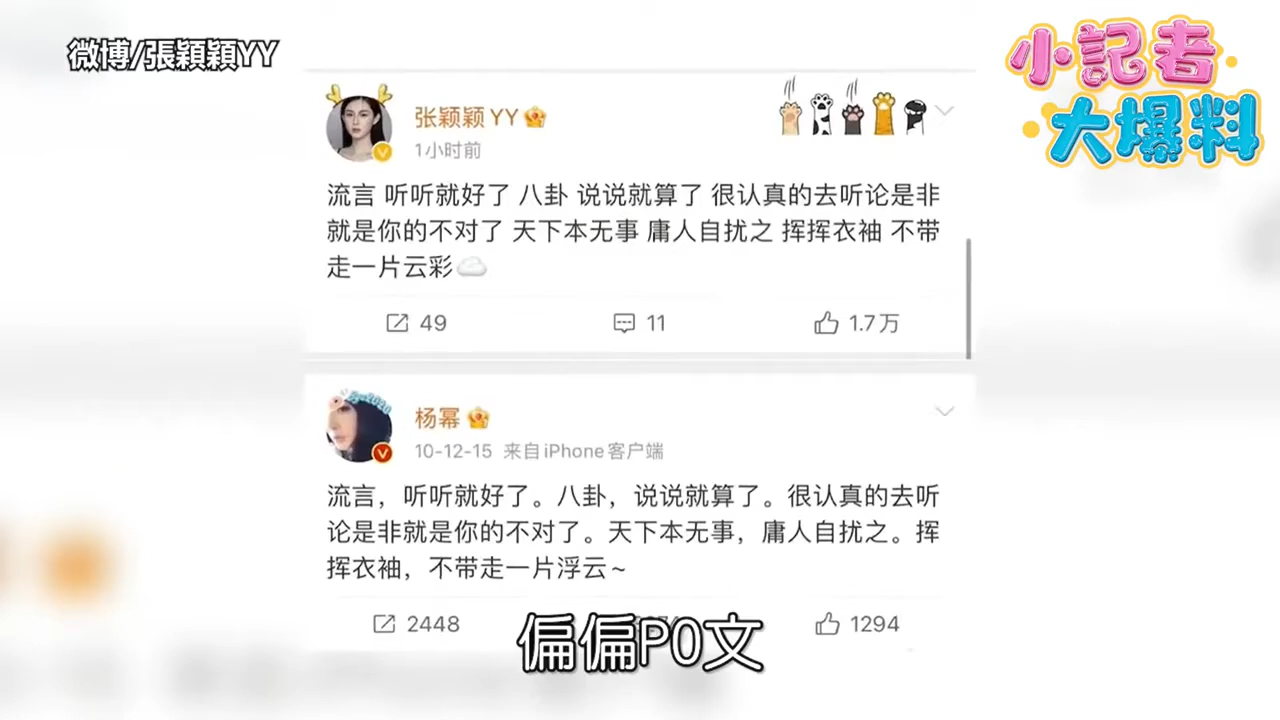 微博/張穎穎YY
小記者
大爆料
张颖颖YY
1小时前
流言 听听就好了 八卦 说说就算了 很认真的去听论是非
就是你的不对了 天下本无事 庸人自扰之 挥挥衣袖 不带
走一片云彩
49
11
1.7万
杨幂
10-12-15 来自iPhone客户端
流言，听听就好了。八卦，说说就算了。很认真的去听
论是非就是你的不对了。天下本无事，庸人自扰之。挥
挥衣袖，不带走一片浮云~
2448
1294
偏偏PO文